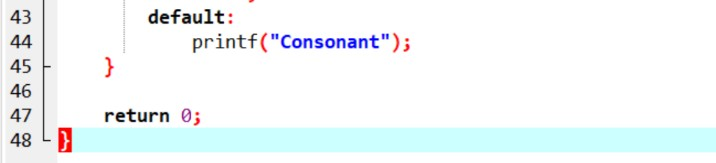 43 default:
44 printf("Consonant");
45 }
46
47 return 0;
48 }